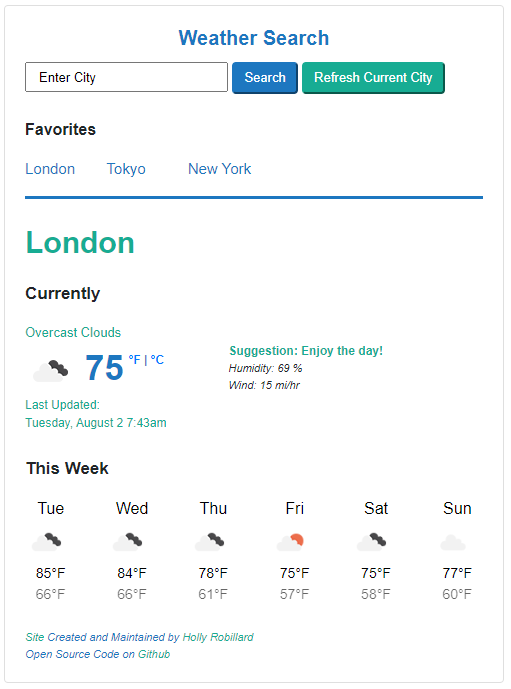 Weather Search
Enter City Search Refresh Current City
Favorites
London Tokyo New York
London
Currently
Overcast Clouds
75 °F | °C
Suggestion: Enjoy the day!
Humidity: 69 %
Wind: 15 mi/hr
Last Updated:
Tuesday, August 2 7:43am
This Week
Tue Wed Thu Fri Sat Sun
85°F 84°F 78°F 75°F 75°F 77°F
66°F 66°F 61°F 57°F 58°F 60°F
Site Created and Maintained by Holly Robillard
Open Source Code on Github